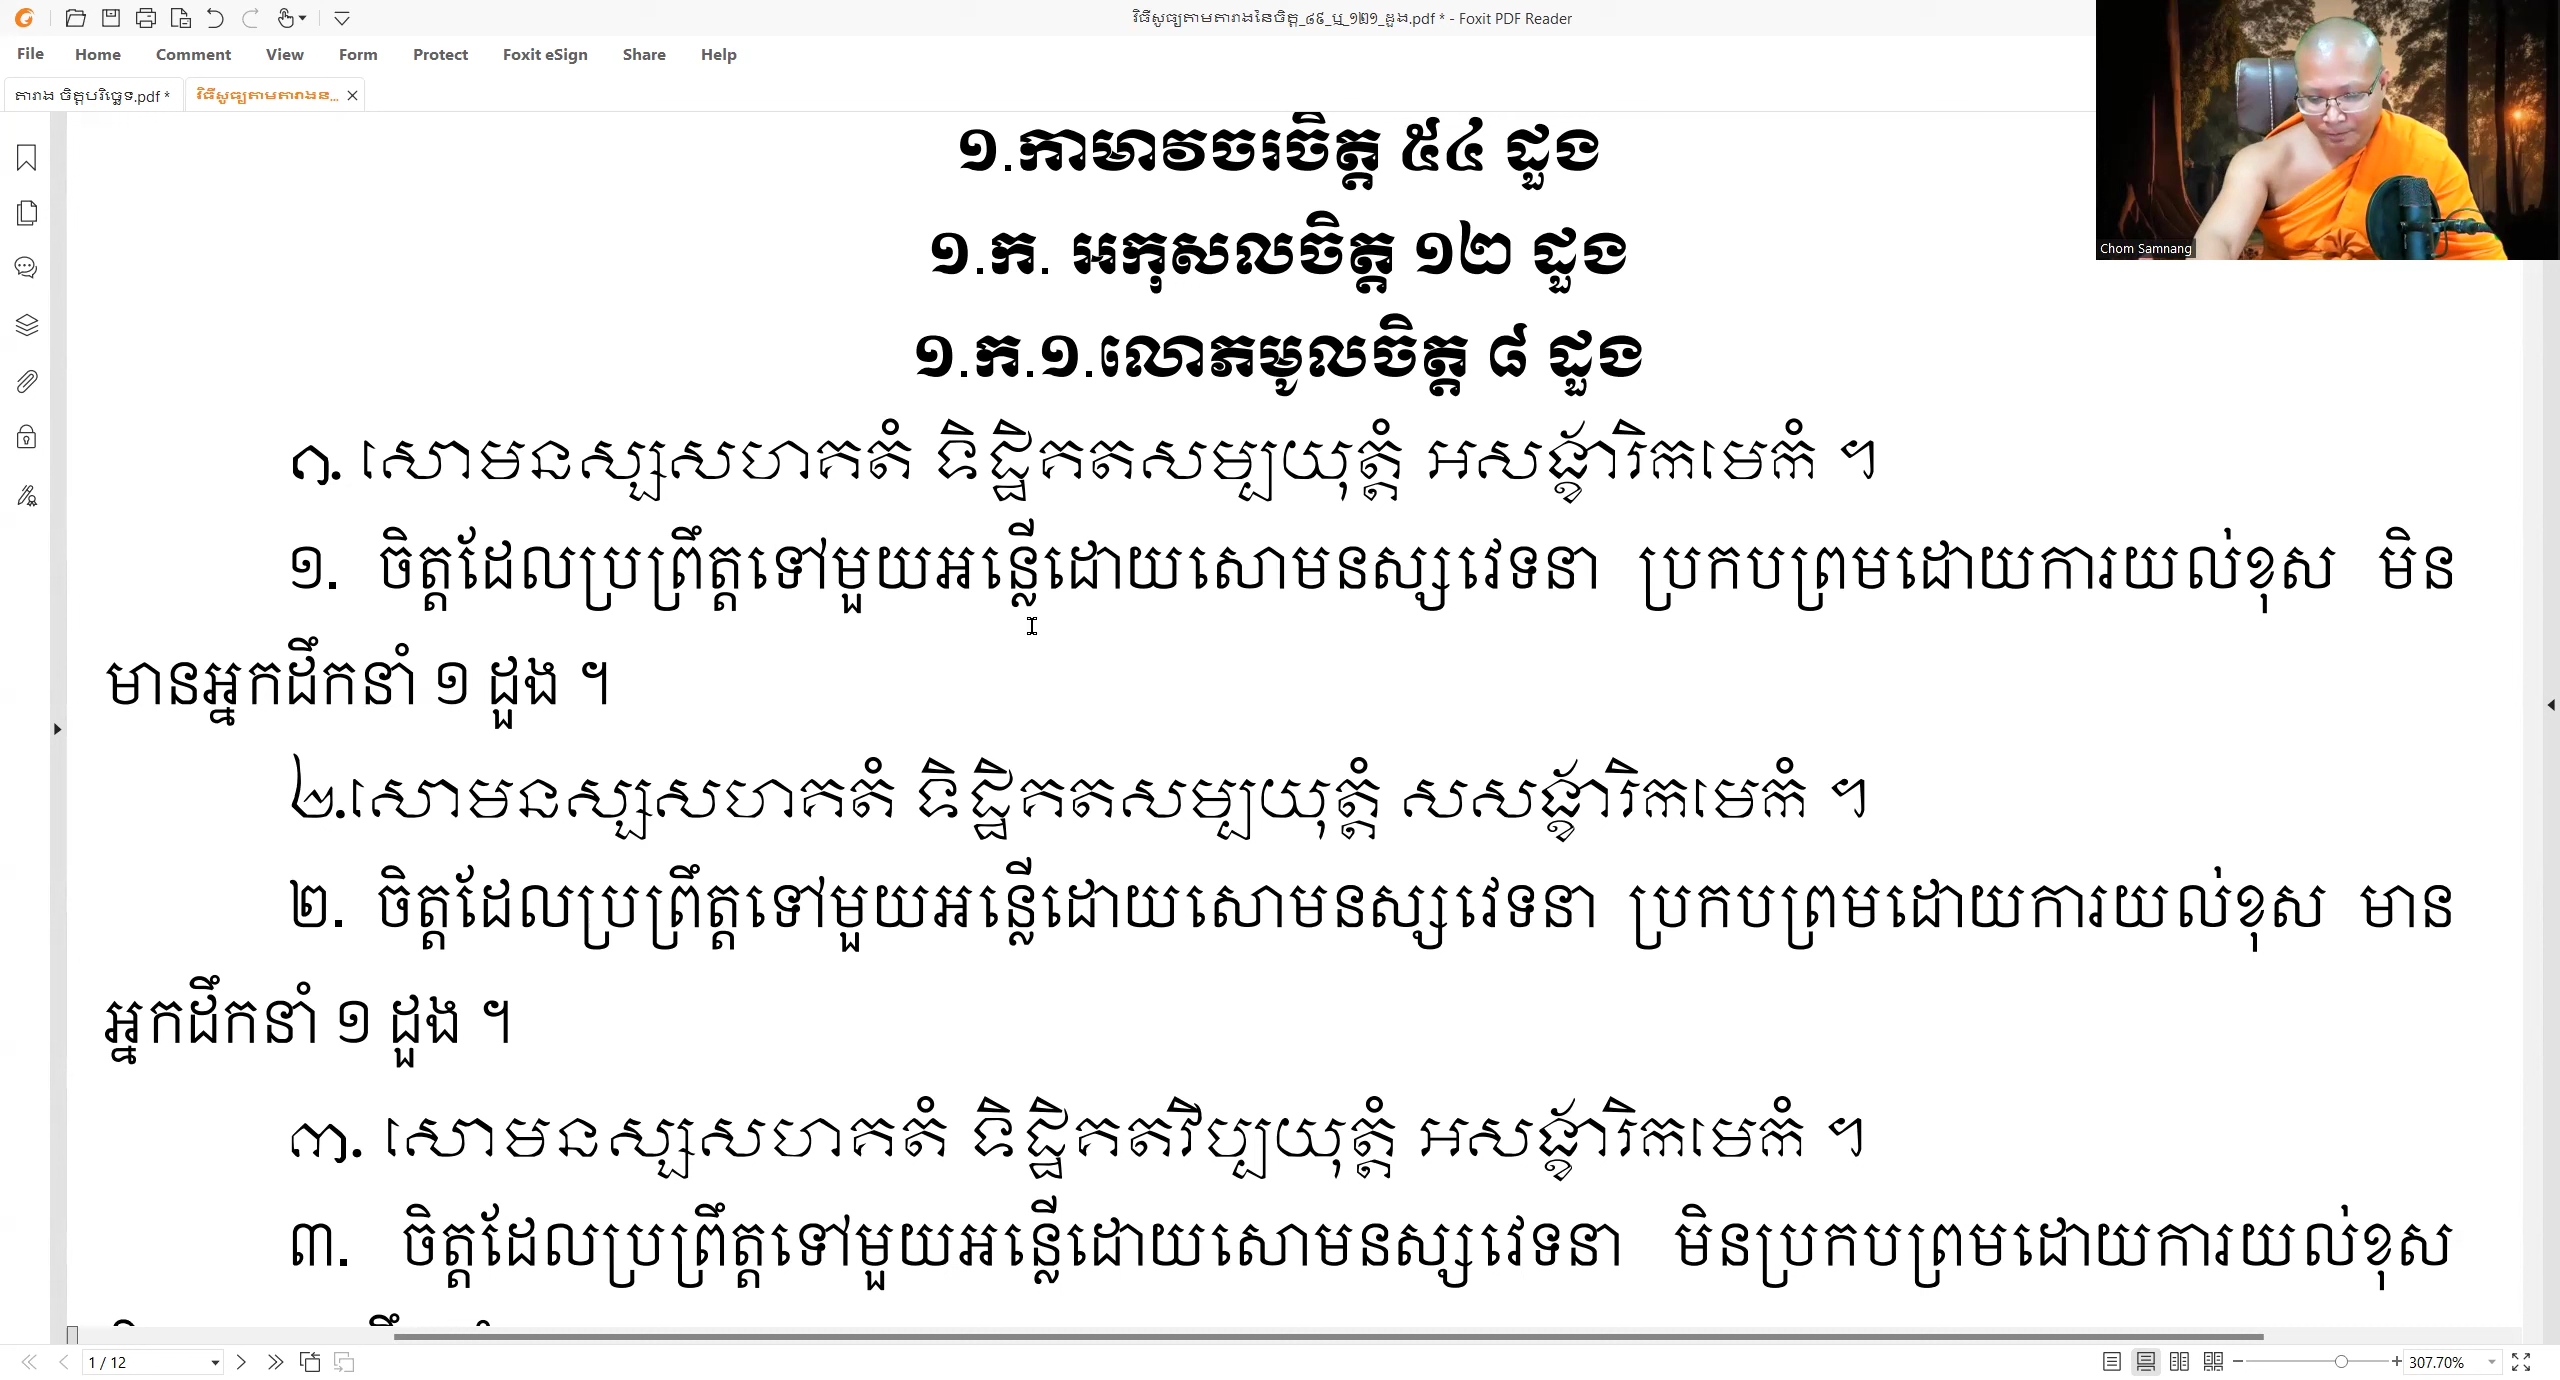 វិធីសូធ្យតាមតារាងនៃចិត្ត_៨៩_ឬ_១២១_ដួង.pdf * - Foxit PDF Reader
File Home Comment View Form Protect Foxit eSign Share Help
តារាង ចិត្តបរិច្ឆេទ.pdf *
វិធីសូធ្យតាមតារាងន...
Chom Samnang
១.កាមាវចរចិត្ត ៥៤ ដួង
១.ក. អកុសលចិត្ត ១២ ដួង
១.ក.១.លោភមូលចិត្ត ៨ ដួង
១. សោមនស្សសហគតំ ទិដ្ឋិគតសម្បយុត្តំ អសង្ខារិកមេកំ ។
១. ចិត្តដែលប្រព្រឹត្តទៅមួយអន្លើដោយសោមនស្សវេទនា ប្រកបព្រមដោយការយល់ខុស មិន
មានអ្នកដឹកនាំ ១ ដួង ។
២.សោមនស្សសហគតំ ទិដ្ឋិគតសម្បយុត្តំ សសង្ខារិកមេកំ ។
២. ចិត្តដែលប្រព្រឹត្តទៅមួយអន្លើដោយសោមនស្សវេទនា ប្រកបព្រមដោយការយល់ខុស មាន
អ្នកដឹកនាំ ១ ដួង ។
៣. សោមនស្សសហគតំ ទិដ្ឋិគតវិប្បយុត្តំ អសង្ខារិកមេកំ ។
៣. ចិត្តដែលប្រព្រឹត្តទៅមួយអន្លើដោយសោមនស្សវេទនា មិនប្រកបព្រមដោយការយល់ខុស
1 / 12
307.70%